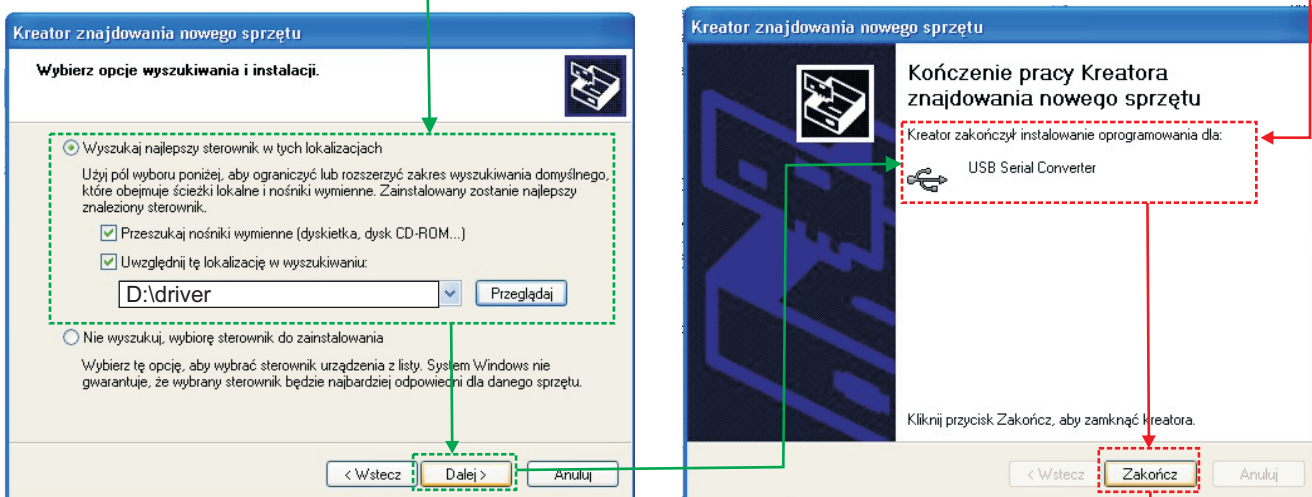 Kreator znajdowania nowego sprzętu
Wybierz opcje wyszukiwania i instalacji.
Wyszukaj najlepszy sterownik w tych lokalizacjach
Użyj pól wyboru poniżej, aby ograniczyć lub rozszerzyć zakres wyszukiwania domyślnego,
które obejmuje ścieżki lokalne i nośniki wymienne. Zainstalowany zostanie najlepszy
znaleziony sterownik.
Przeszukaj nośniki wymienne (dyskietka, dysk CD-ROM...)
Uwzględnij tę lokalizację w wyszukiwaniu:
D:\driver
Przeglądaj
Nie wyszukuj, wybiorę sterownik do zainstalowania
Wybierz tę opcję, aby wybrać sterownik urządzenia z listy. System Windows nie
gwarantuje, że wybrany sterownik będzie najbardziej odpowiedni dla danego sprzętu.
< Wstecz
Dalej >
Anuluj
Kreator znajdowania nowego sprzętu
Kończenie pracy Kreatora
znajdowania nowego sprzętu
Kreator zakończył instalowanie oprogramowania dla:
USB Serial Converter
Kliknij przycisk Zakończ, aby zamknąć kreatora.
< Wstecz
Zakończ
Anuluj